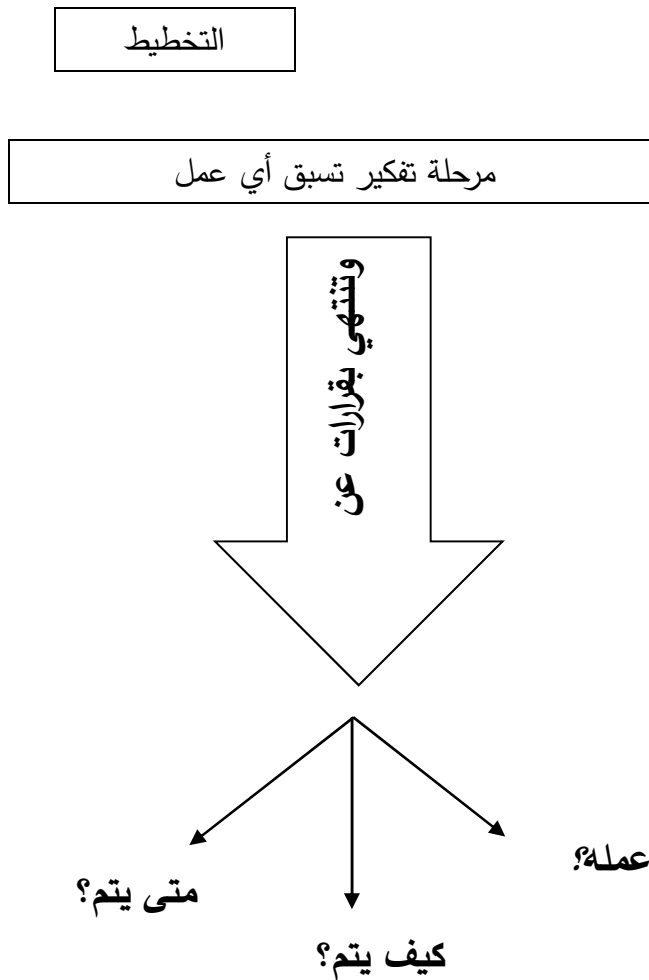 التخطيط
مرحلة تفكير تسبق أي عمل
وتنتهي بقرارات عن
عمله؟
متى يتم؟
كيف يتم؟